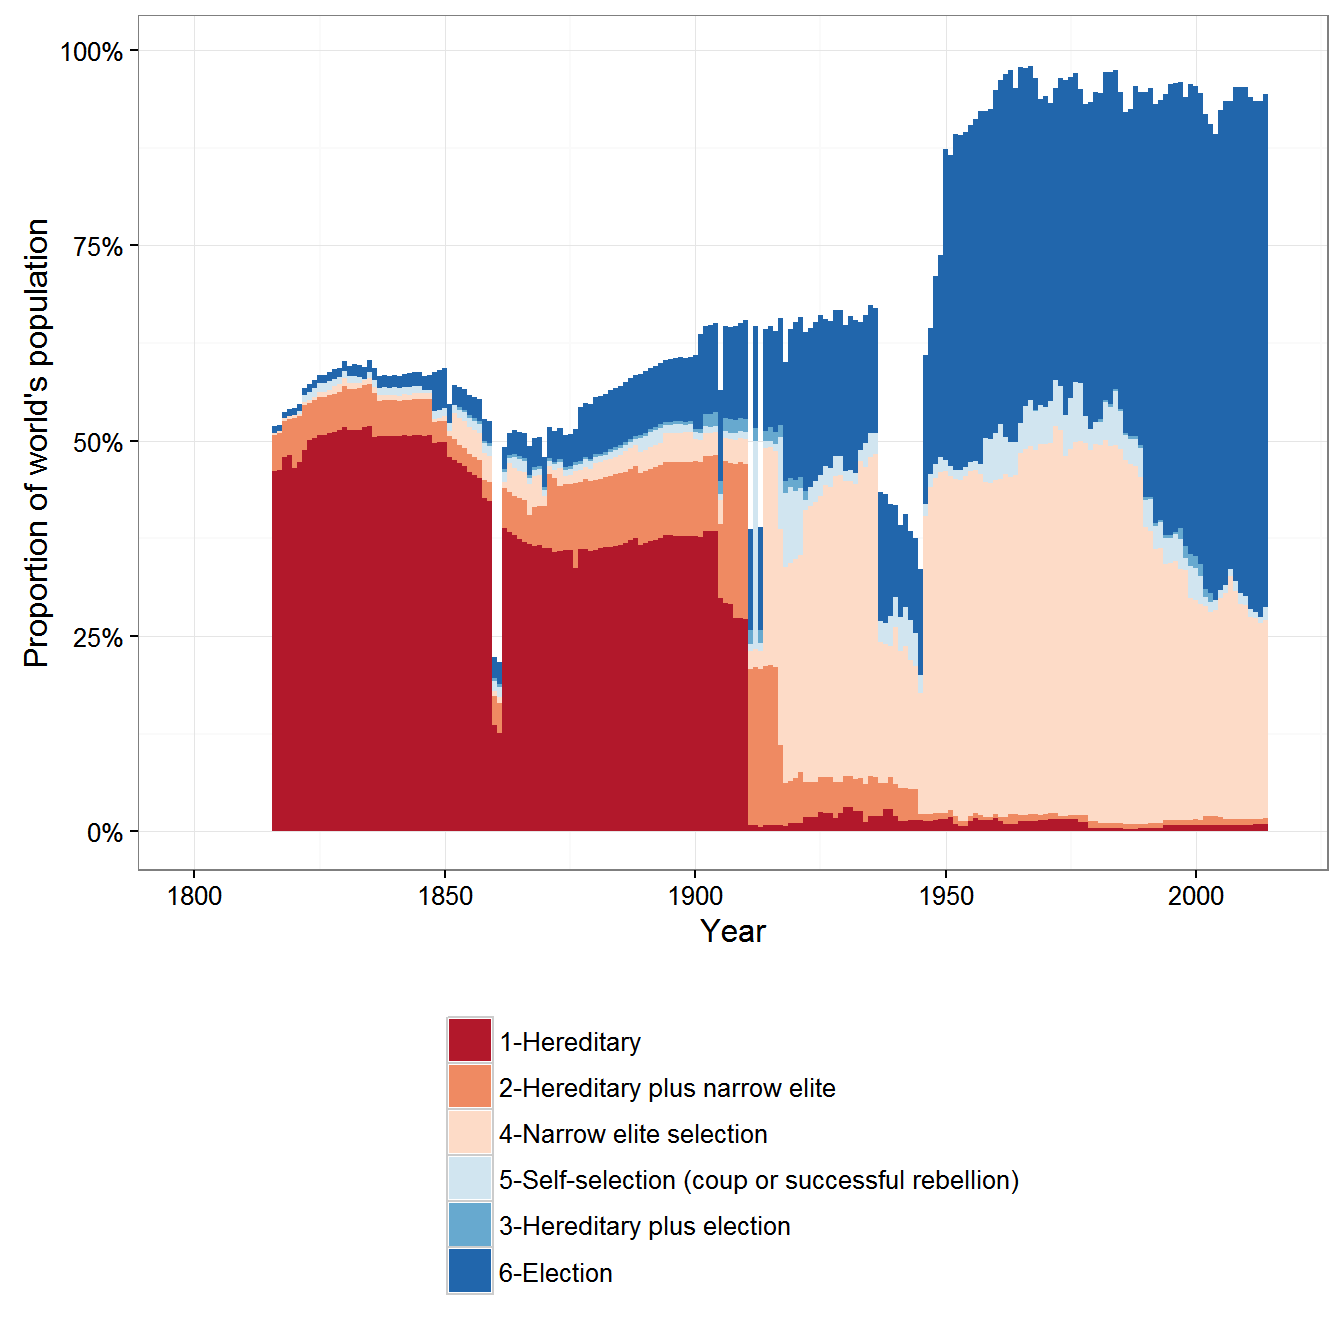 100%
75%
50%
25%
0%
Proportion of world's population
1800
1850
1900
1950
2000
Year
1-Hereditary
2-Hereditary plus narrow elite
4-Narrow elite selection
5-Self-selection (coup or successful rebellion)
3-Hereditary plus election
6-Election